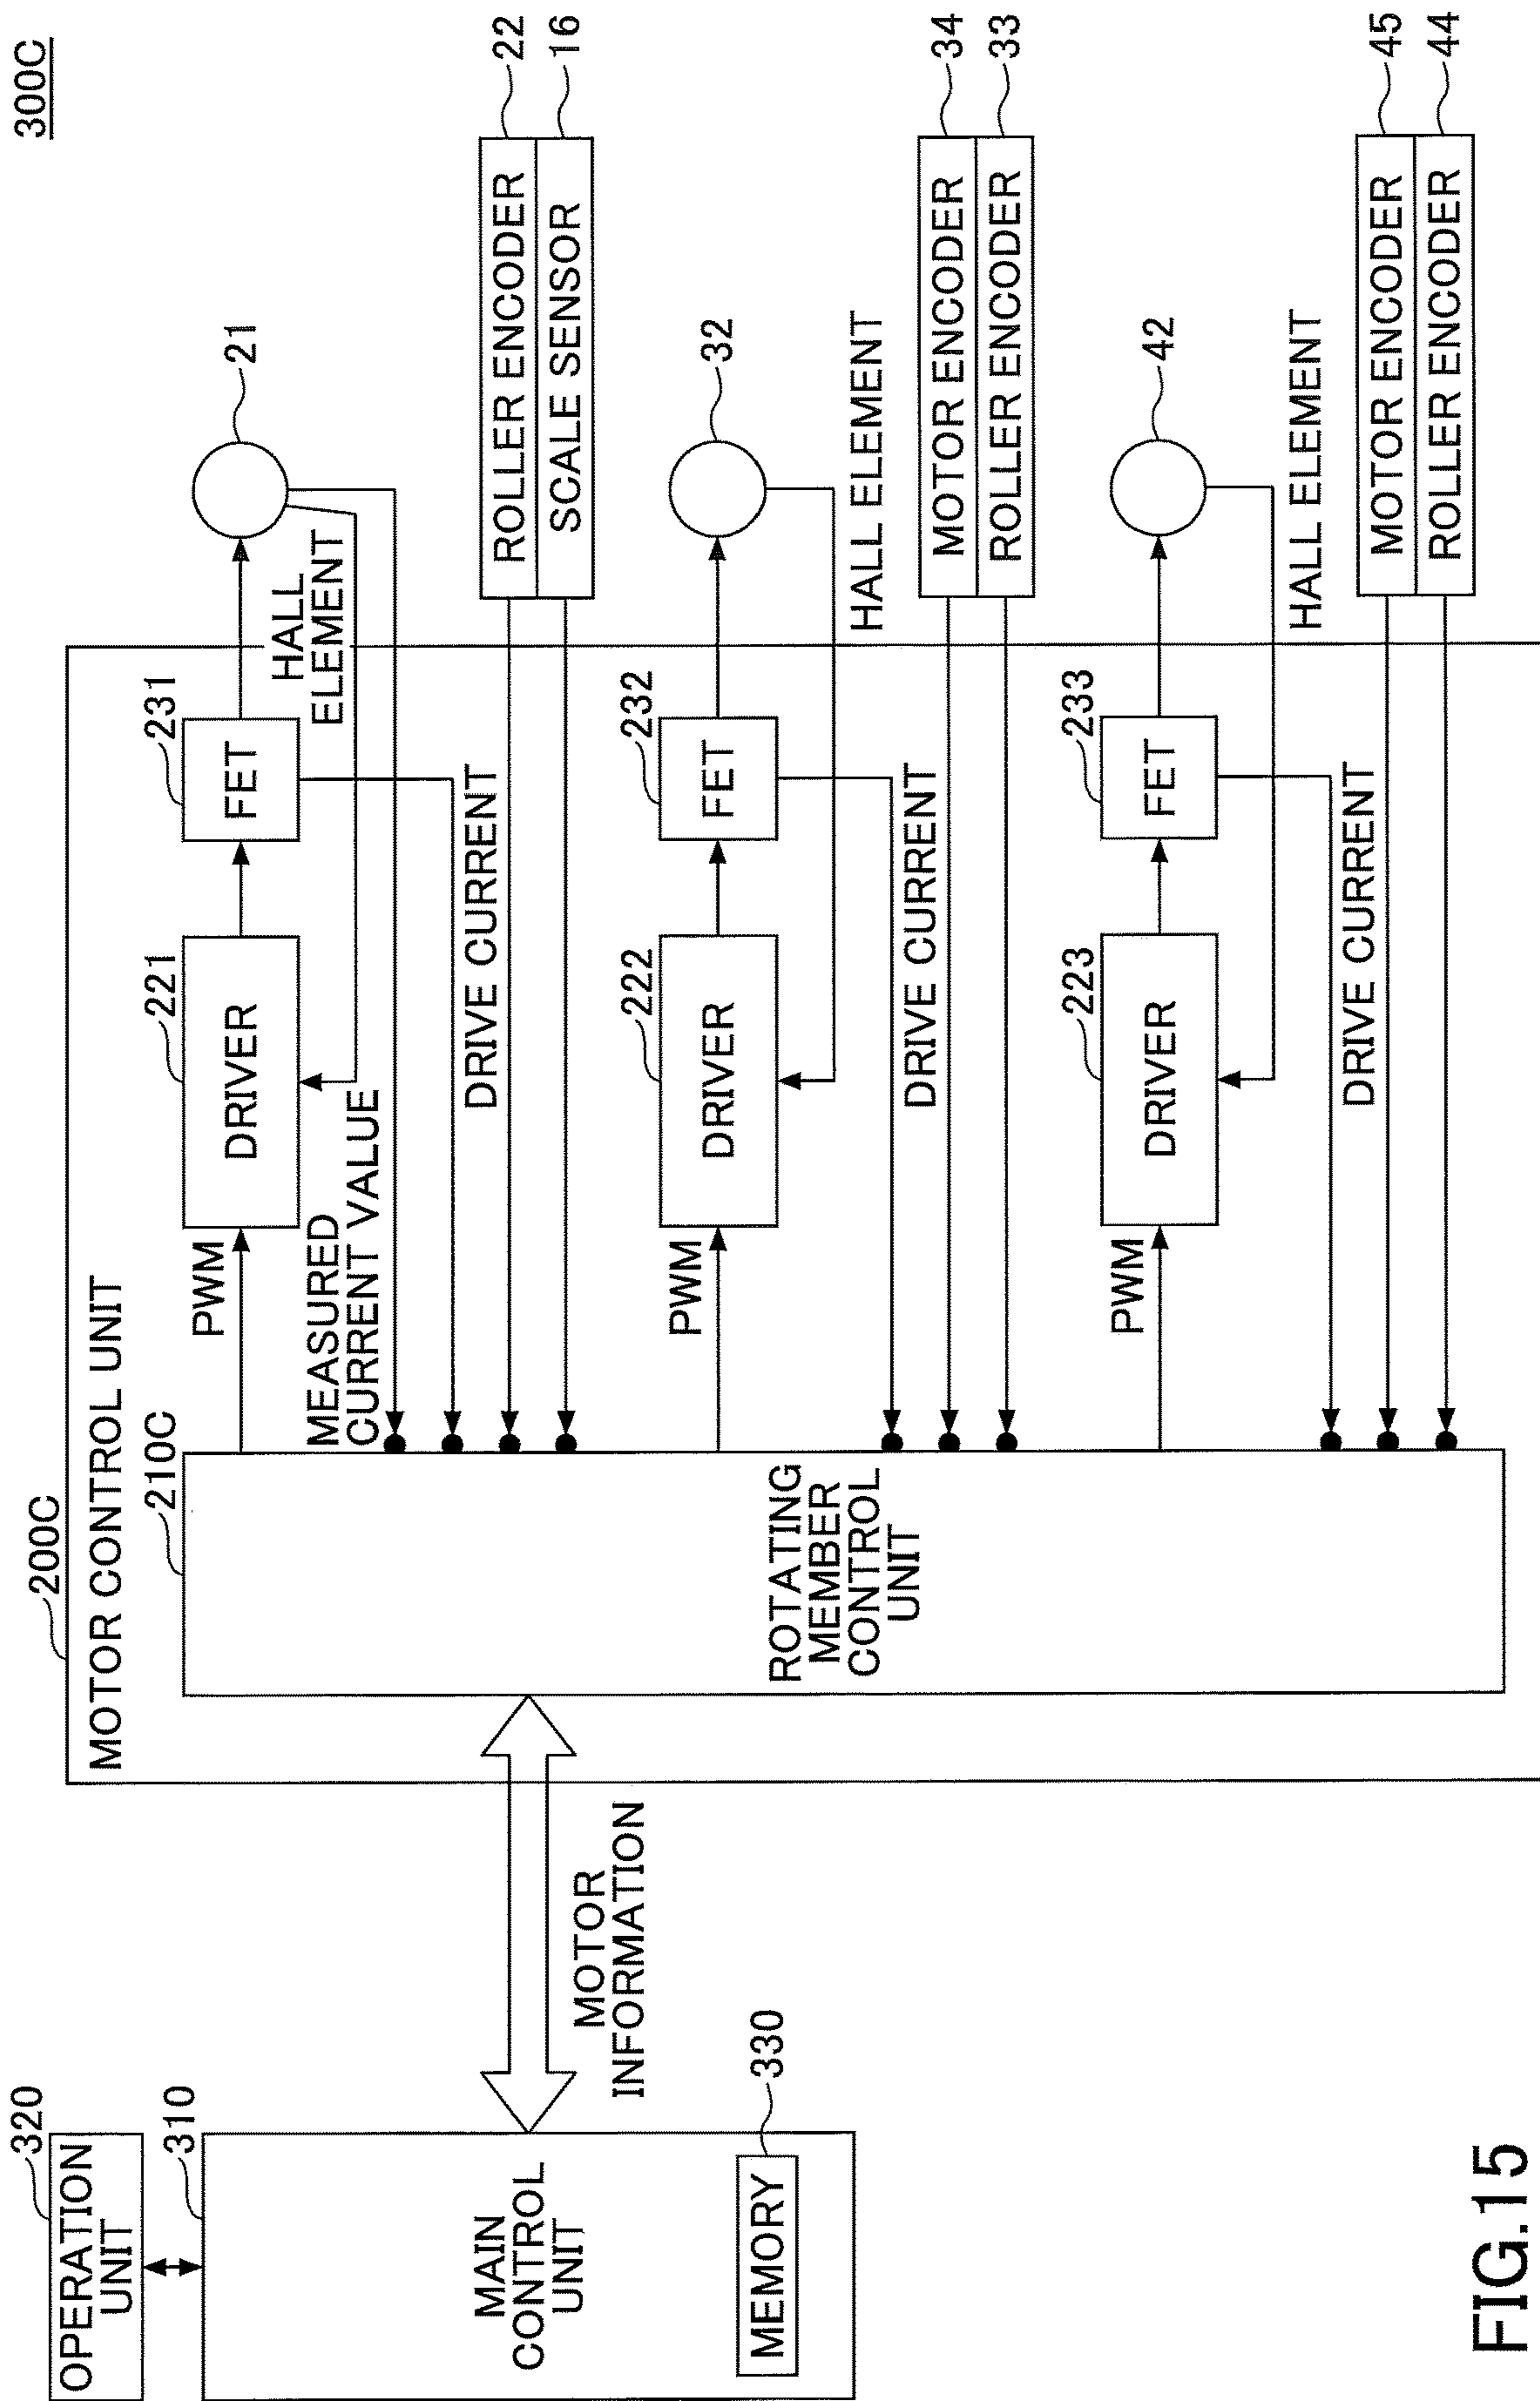 300C
320
OPERATION
UNIT
310
MAIN
CONTROL
UNIT
330
MEMORY
MOTOR
INFORMATION
200C
MOTOR CONTROL UNIT
210C
ROTATING
MEMBER
CONTROL
UNIT
PWM
221
DRIVER
231
FET
21
HALL
ELEMENT
MEASURED
CURRENT VALUE
DRIVE CURRENT
ROLLER ENCODER
22
SCALE SENSOR
16
PWM
222
DRIVER
232
FET
32
HALL ELEMENT
DRIVE CURRENT
MOTOR ENCODER
34
ROLLER ENCODER
33
PWM
223
DRIVER
233
FET
42
HALL ELEMENT
DRIVE CURRENT
MOTOR ENCODER
45
ROLLER ENCODER
44
FIG.15